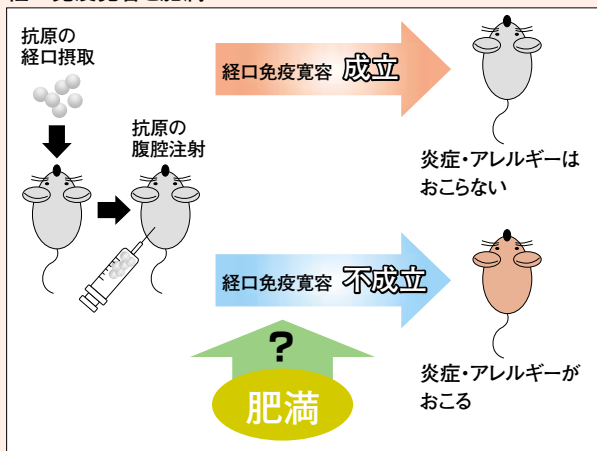 抗原の
経口摂取
抗原の
腹腔注射
経口免疫寛容 成立
炎症・アレルギーは
おこらない
経口免疫寛容 不成立
?
肥満
炎症・アレルギーが
おこる